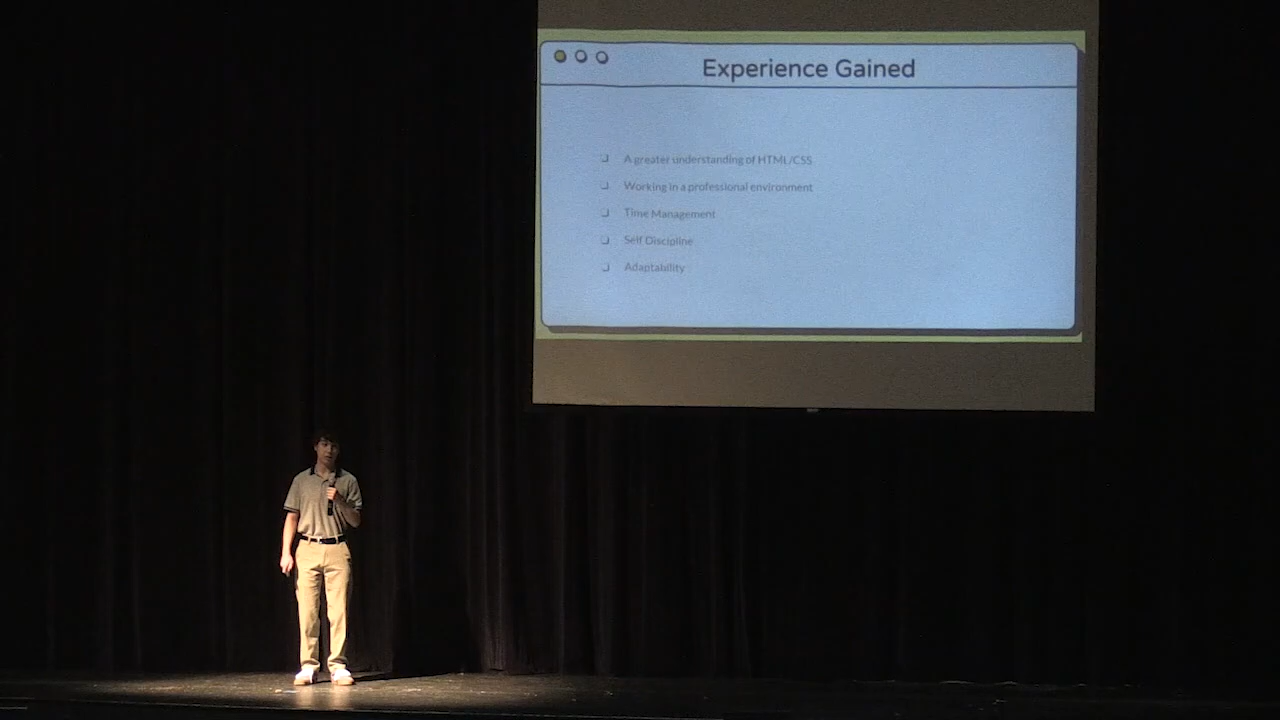 Experience Gained
A greater understanding of HTML/CSS
Working in a professional environment
Time Management
Self Discipline
Adaptability